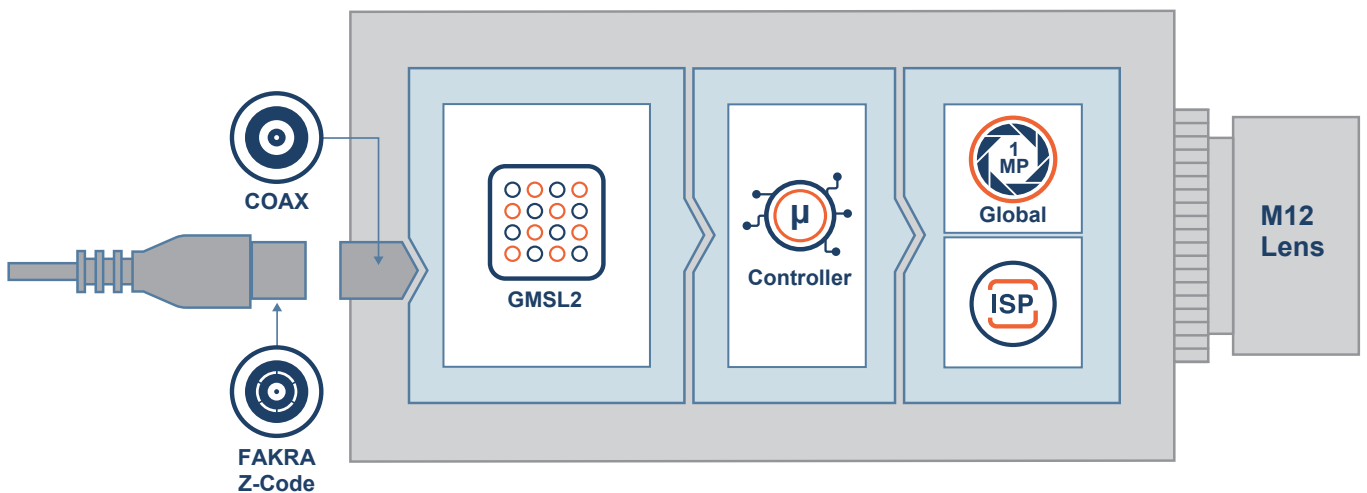 COAX
FAKRA
Z-Code
GMSL2
µ
Controller
1
MP
Global
ISP
M12
Lens